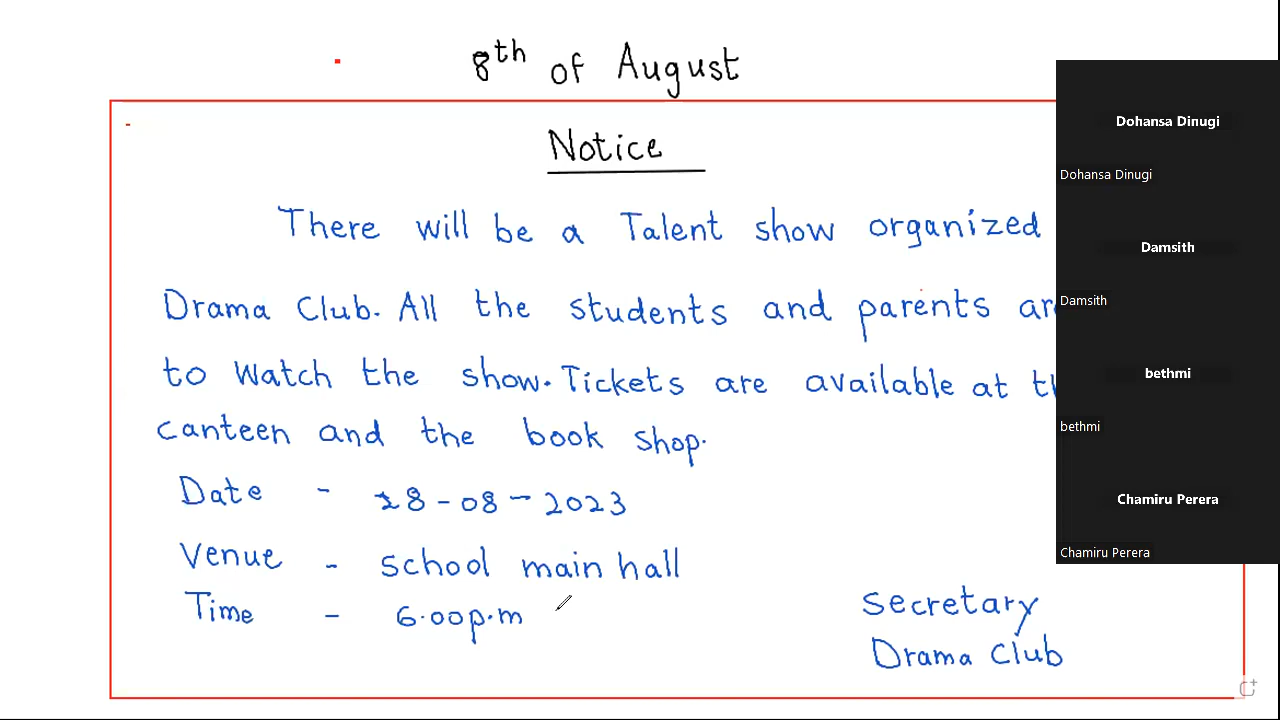 8th of August
Notice
There will be a Talent show organized
Drama Club. All the students and parents
to watch the show. Tickets are available at
canteen and the book shop.
Date - 28-08-2023
Venue - School main hall
Time - 6.00p.m
Secretary
Drama Club
Dohansa Dinugi
Dohansa Dinugi
Damsith
Damsith
bethmi
bethmi
Chamiru Perera
Chamiru Perera